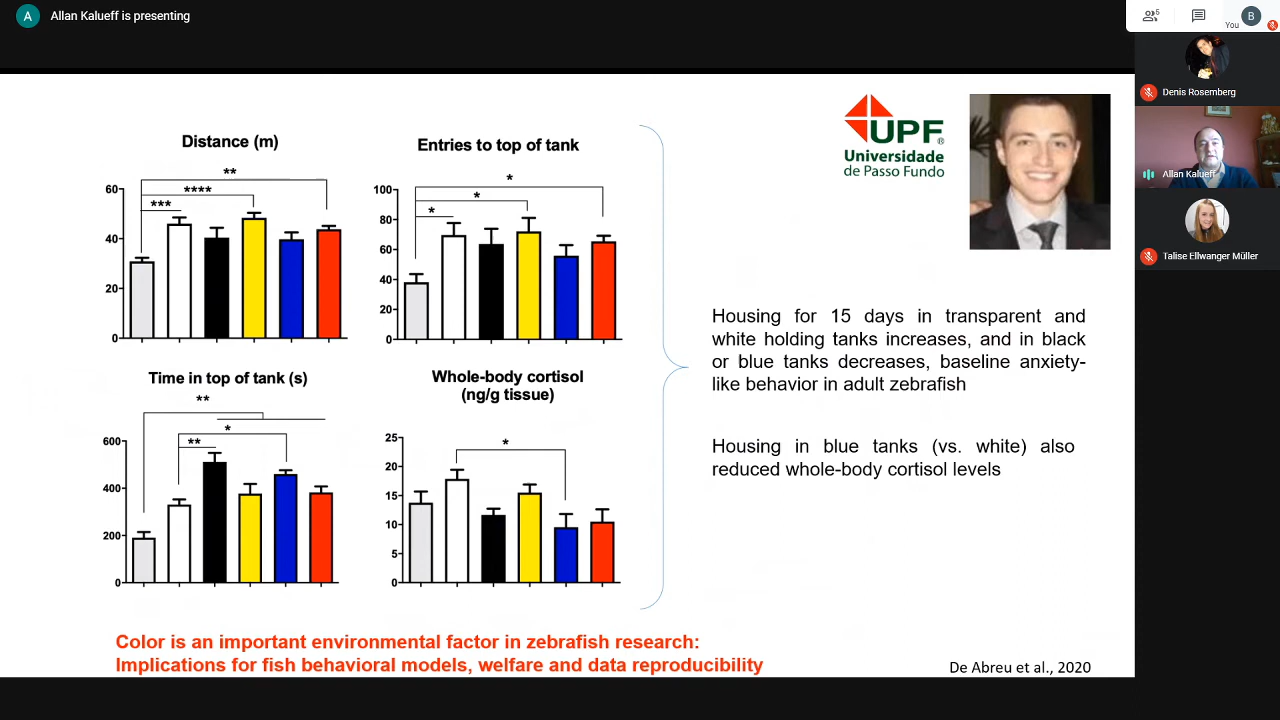 A
Allan Kalueff is presenting
5
You
B
Denis Rosemberg
Allan Kalueff
Talise Ellwanger Müller
Distance (m)
60
40
20
0
***
****
**
Entries to top of tank
100
80
60
40
20
0
*
*
*
Time in top of tank (s)
600
400
200
0
**
*
**
Whole-body cortisol
(ng/g tissue)
25
20
15
10
5
0
*
UPF®
Universidade
de Passo Fundo
Housing for 15 days in transparent and
white holding tanks increases, and in black
or blue tanks decreases, baseline anxiety-
like behavior in adult zebrafish
Housing in blue tanks (vs. white) also
reduced whole-body cortisol levels
Color is an important environmental factor in zebrafish research:
Implications for fish behavioral models, welfare and data reproducibility
De Abreu et al., 2020